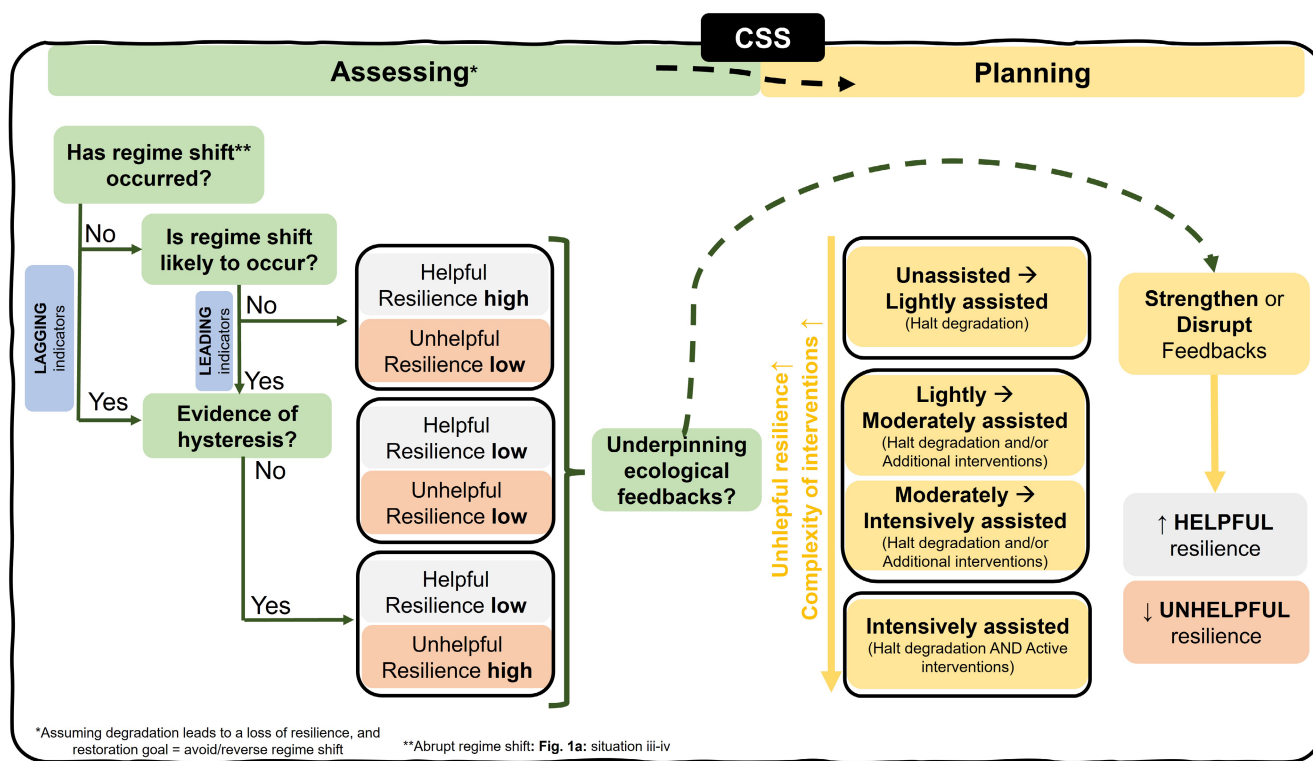 CSS
Assessing*
Planning
Has regime shift**
occurred?
No
Is regime shift
likely to occur?
LAGGING
indicators
LEADING
indicators
No
Yes
Yes
Evidence of
hysteresis?
No
Yes
Helpful
Resilience high
Unhelpful
Resilience low
Helpful
Resilience low
Unhelpful
Resilience low
Helpful
Resilience low
Unhelpful
Resilience high
Underpinning
ecological
feedbacks?
Unhlepful resilience↑
Complexity of interventions ↑
Unassisted →
Lightly assisted
(Halt degradation)
Lightly →
Moderately assisted
(Halt degradation and/or
Additional interventions)
Moderately →
Intensively assisted
(Halt degradation and/or
Additional interventions)
Intensively assisted
(Halt degradation AND Active
interventions)
Strengthen or
Disrupt
Feedbacks
↑ HELPFUL
resilience
↓ UNHELPFUL
resilience
*Assuming degradation leads to a loss of resilience, and
restoration goal = avoid/reverse regime shift
**Abrupt regime shift: Fig. 1a: situation iii-iv